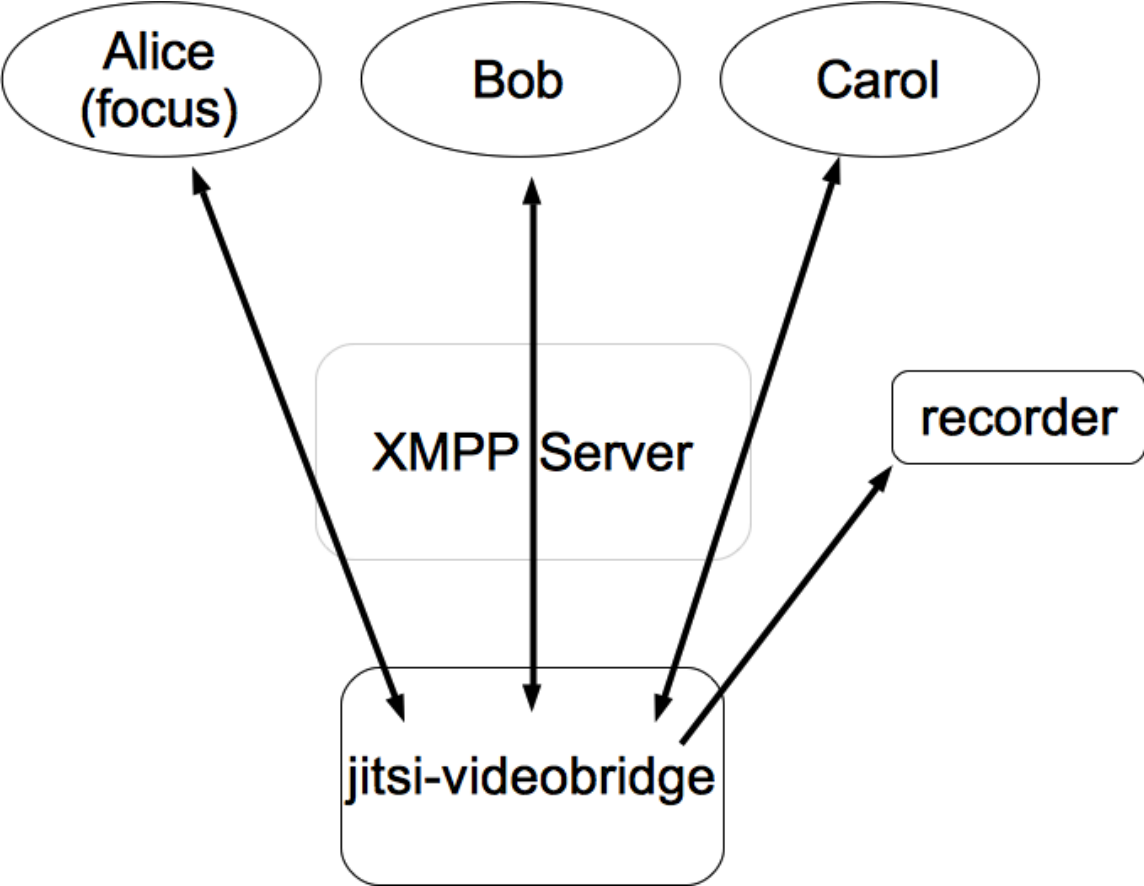 Alice
(focus)
Bob
Carol
recorder
XMPP Server
jitsi-videobridge